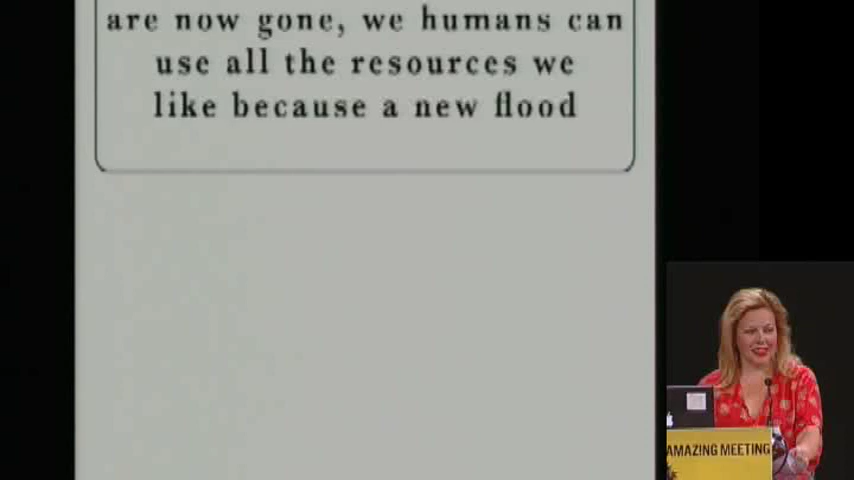 are now gone, we humans can
use all the resources we
like because a new flood
AMAZING MEETING